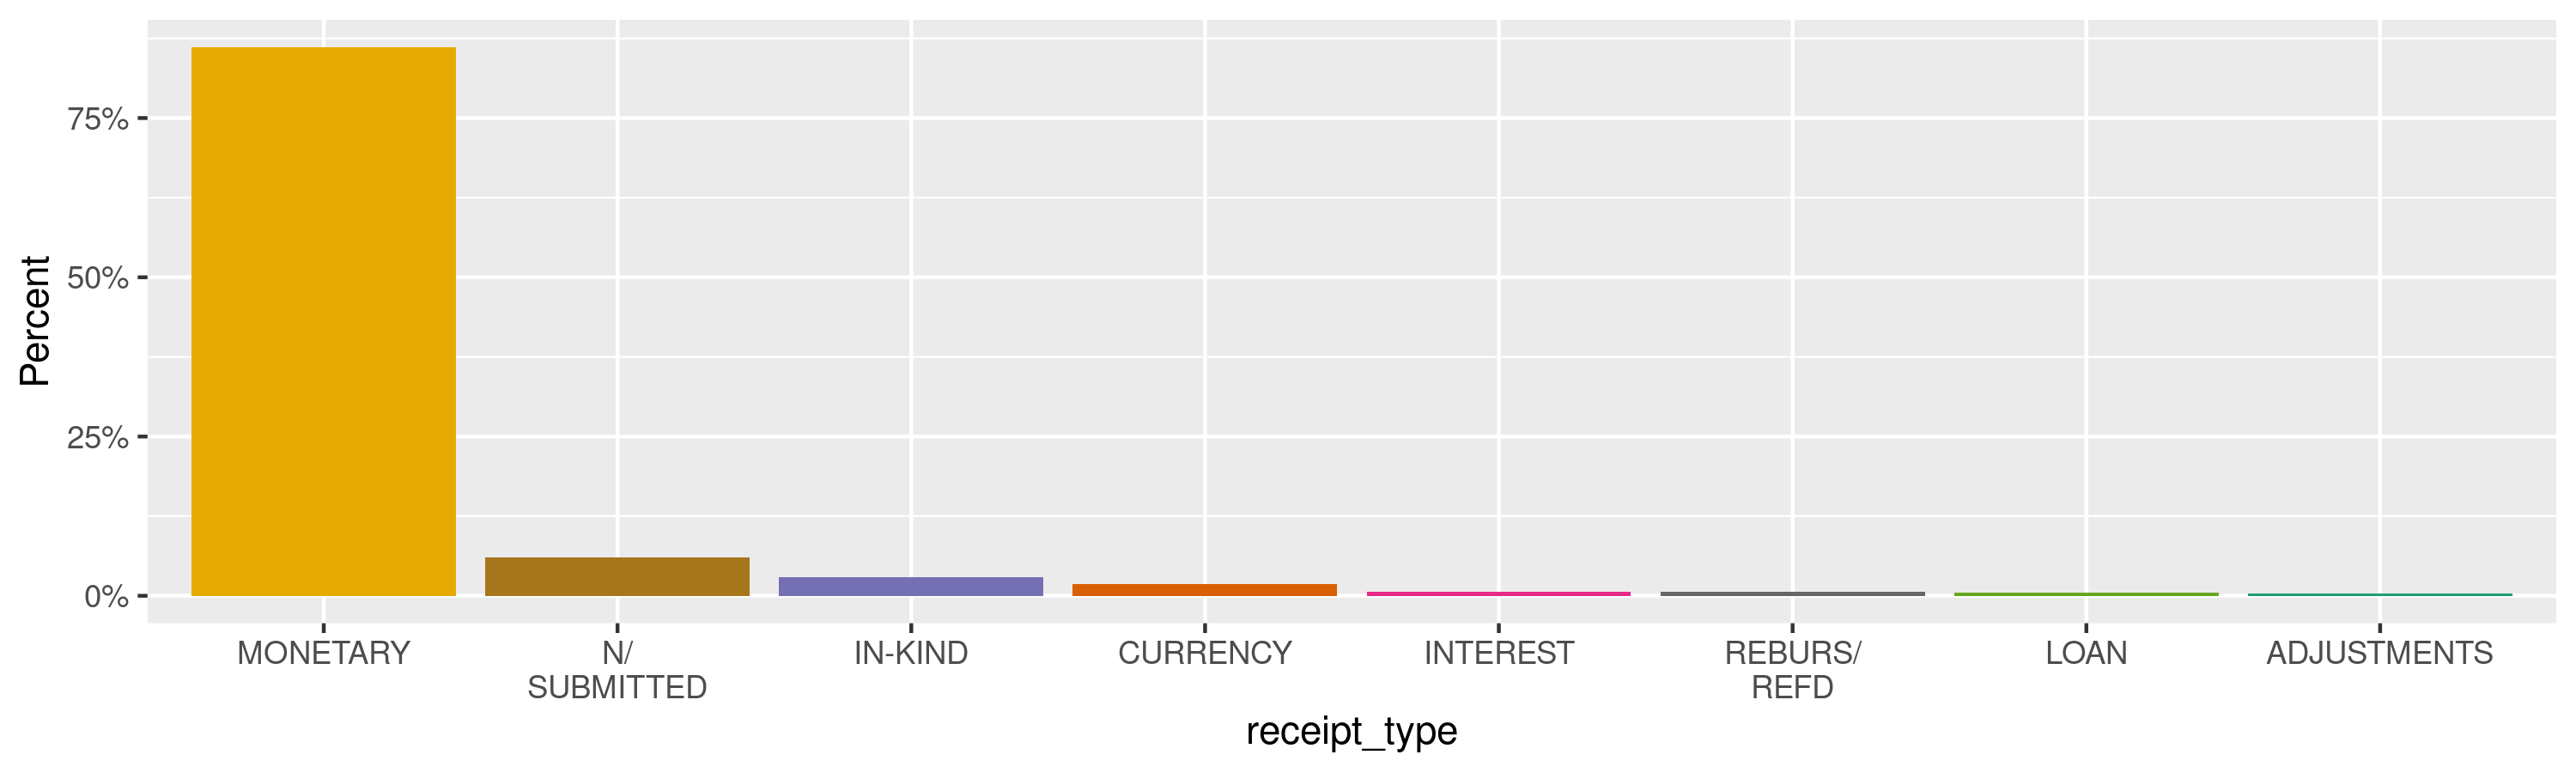 Percent
75%
50%
25%
0%
MONETARY
N/
SUBMITTED
IN-KIND
CURRENCY
INTEREST
REBURS/
REFD
LOAN
ADJUSTMENTS
receipt_type